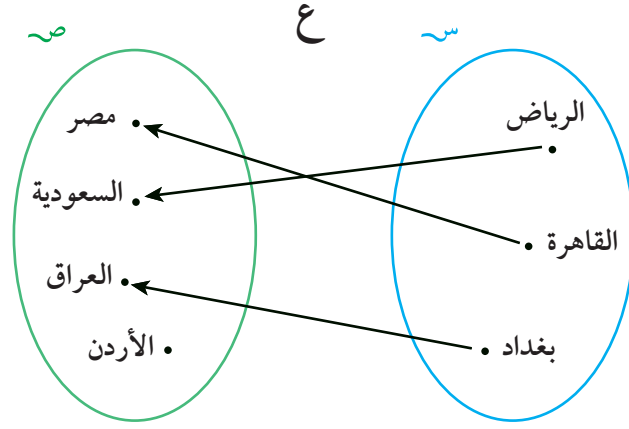 س ع ص
الرياض
القاهرة
بغداد
مصر
السعودية
العراق
الأردن